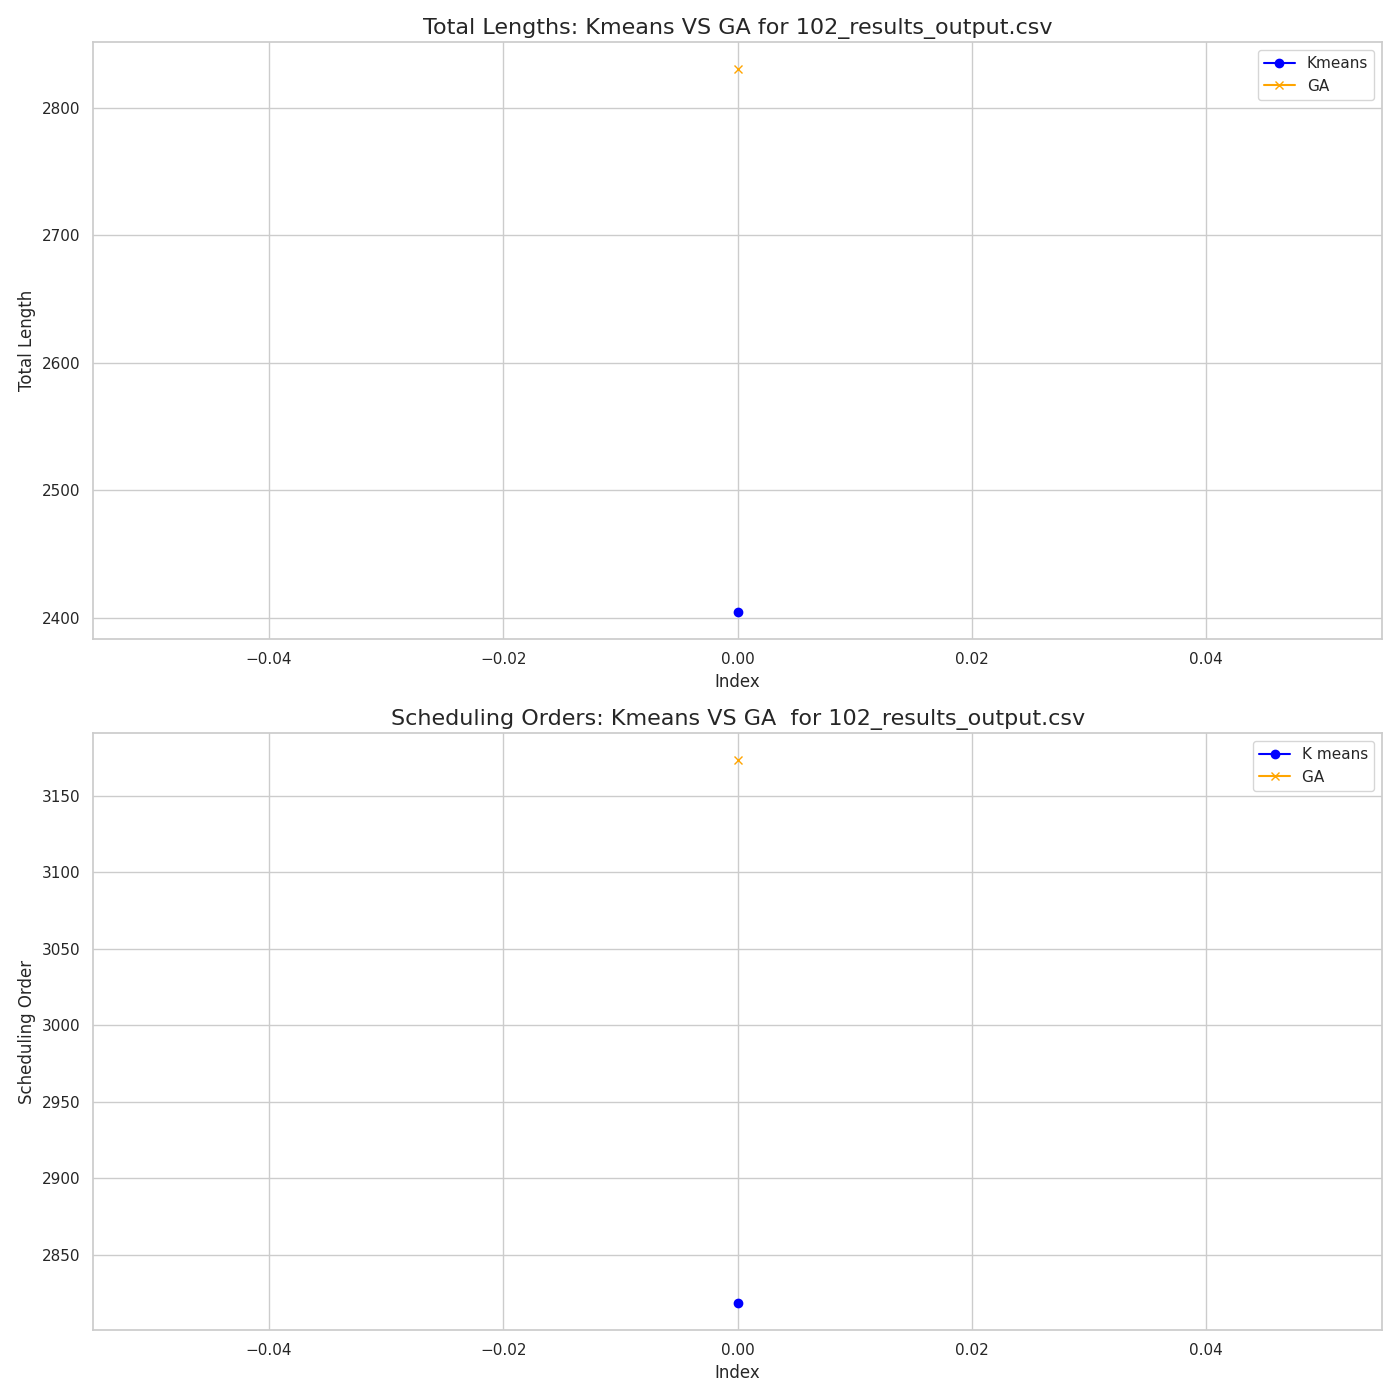 Total Lengths: Kmeans VS GA for 102_results_output.csv
Kmeans
GA
2800
2700
2600
2500
2400
Total Length
−0.04 −0.02 0.00 0.02 0.04
Index
Scheduling Orders: Kmeans VS GA  for 102_results_output.csv
K means
GA
3150
3100
3050
3000
2950
2900
2850
Scheduling Order
−0.04 −0.02 0.00 0.02 0.04
Index